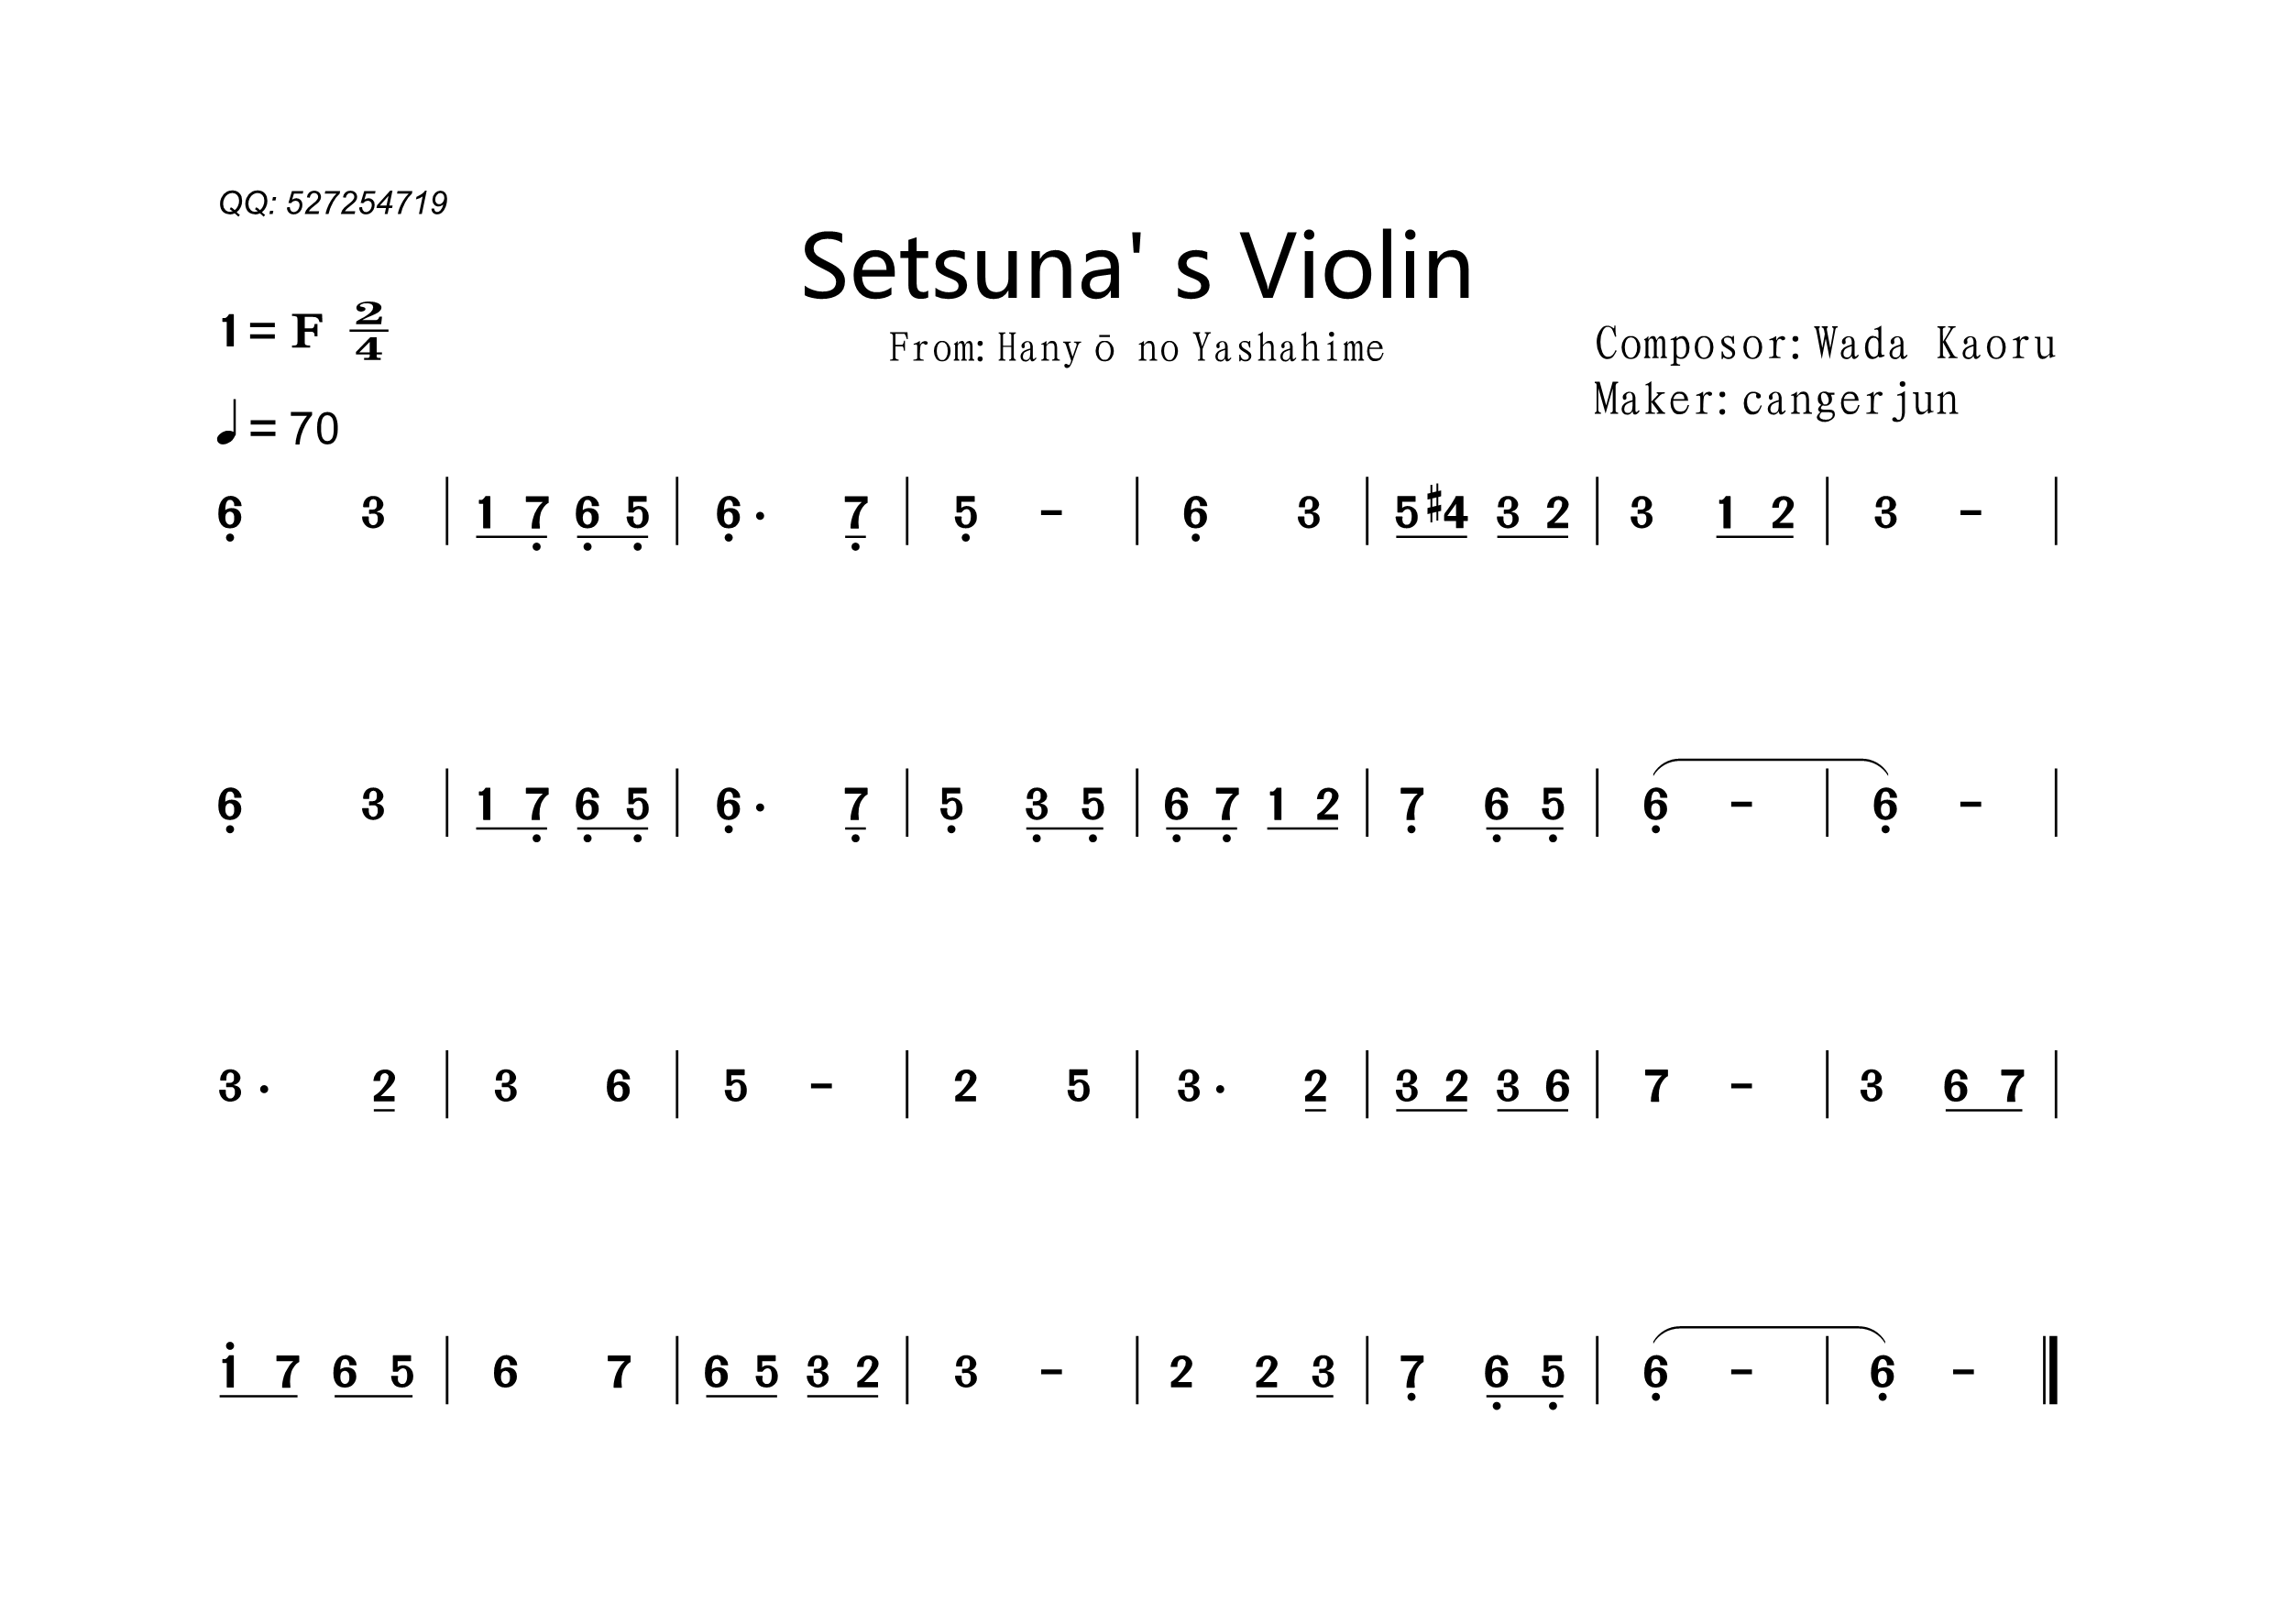 QQ: 527254719
Setsuna' s Violin
1= F 2/4
From: Hanyō no Yashahime
Composor: Wada Kaoru
Maker: cangerjun
♩= 70
6̣ 3 | 1 7̣ 6̣ 5̣ | 6̣· 7̣ | 5̣ - | 6̣ 3 | 5 #4 3 2 | 3 1 2 | 3 - |
6̣ 3 | 1 7̣ 6̣ 5̣ | 6̣· 7̣ | 5̣ 3̣ 5̣ | 6̣ 7̣ 1 2 | 7̣ 6̣ 5̣ | 6̣ - | 6̣ - |
3· 2 | 3 6 | 5 - | 2 5 | 3· 2 | 3 2 3 6 | 7 - | 3 6 7 |
1̇ 7 6 5 | 6 7 | 6 5 3 2 | 3 - | 2 2 3 | 7̣ 6̣ 5̣ | 6̣ - | 6̣ - ‖